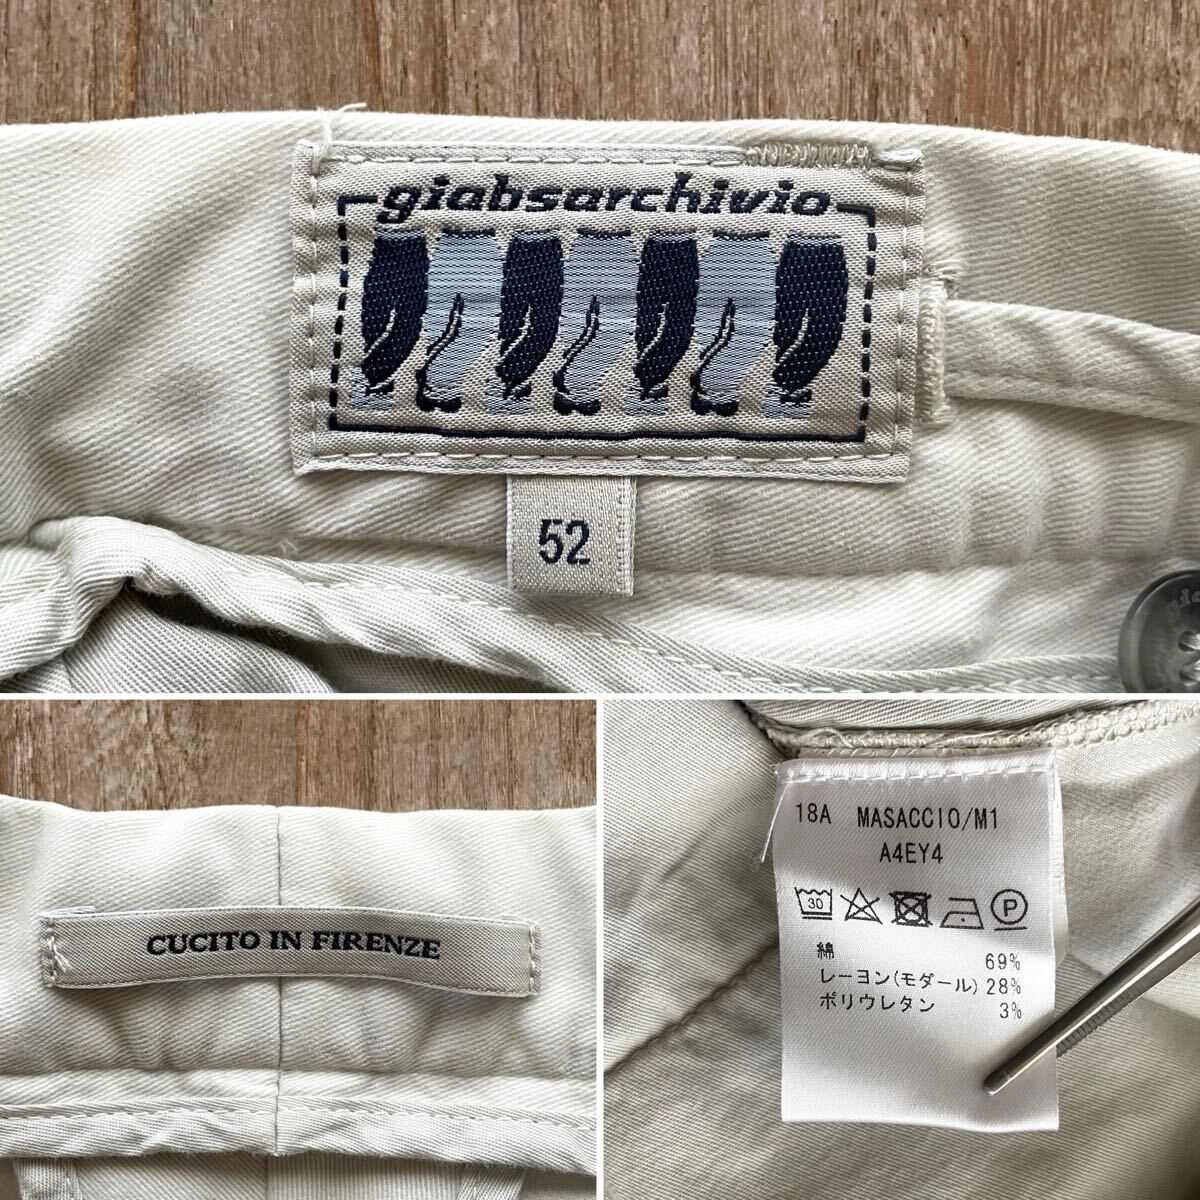 giabsarchivio
52
CUCITO IN FIRENZE
18A MASACCIO/M1
A4EY4
30
P
綿 69%
レーヨン(モダール) 28%
ポリウレタン 3%